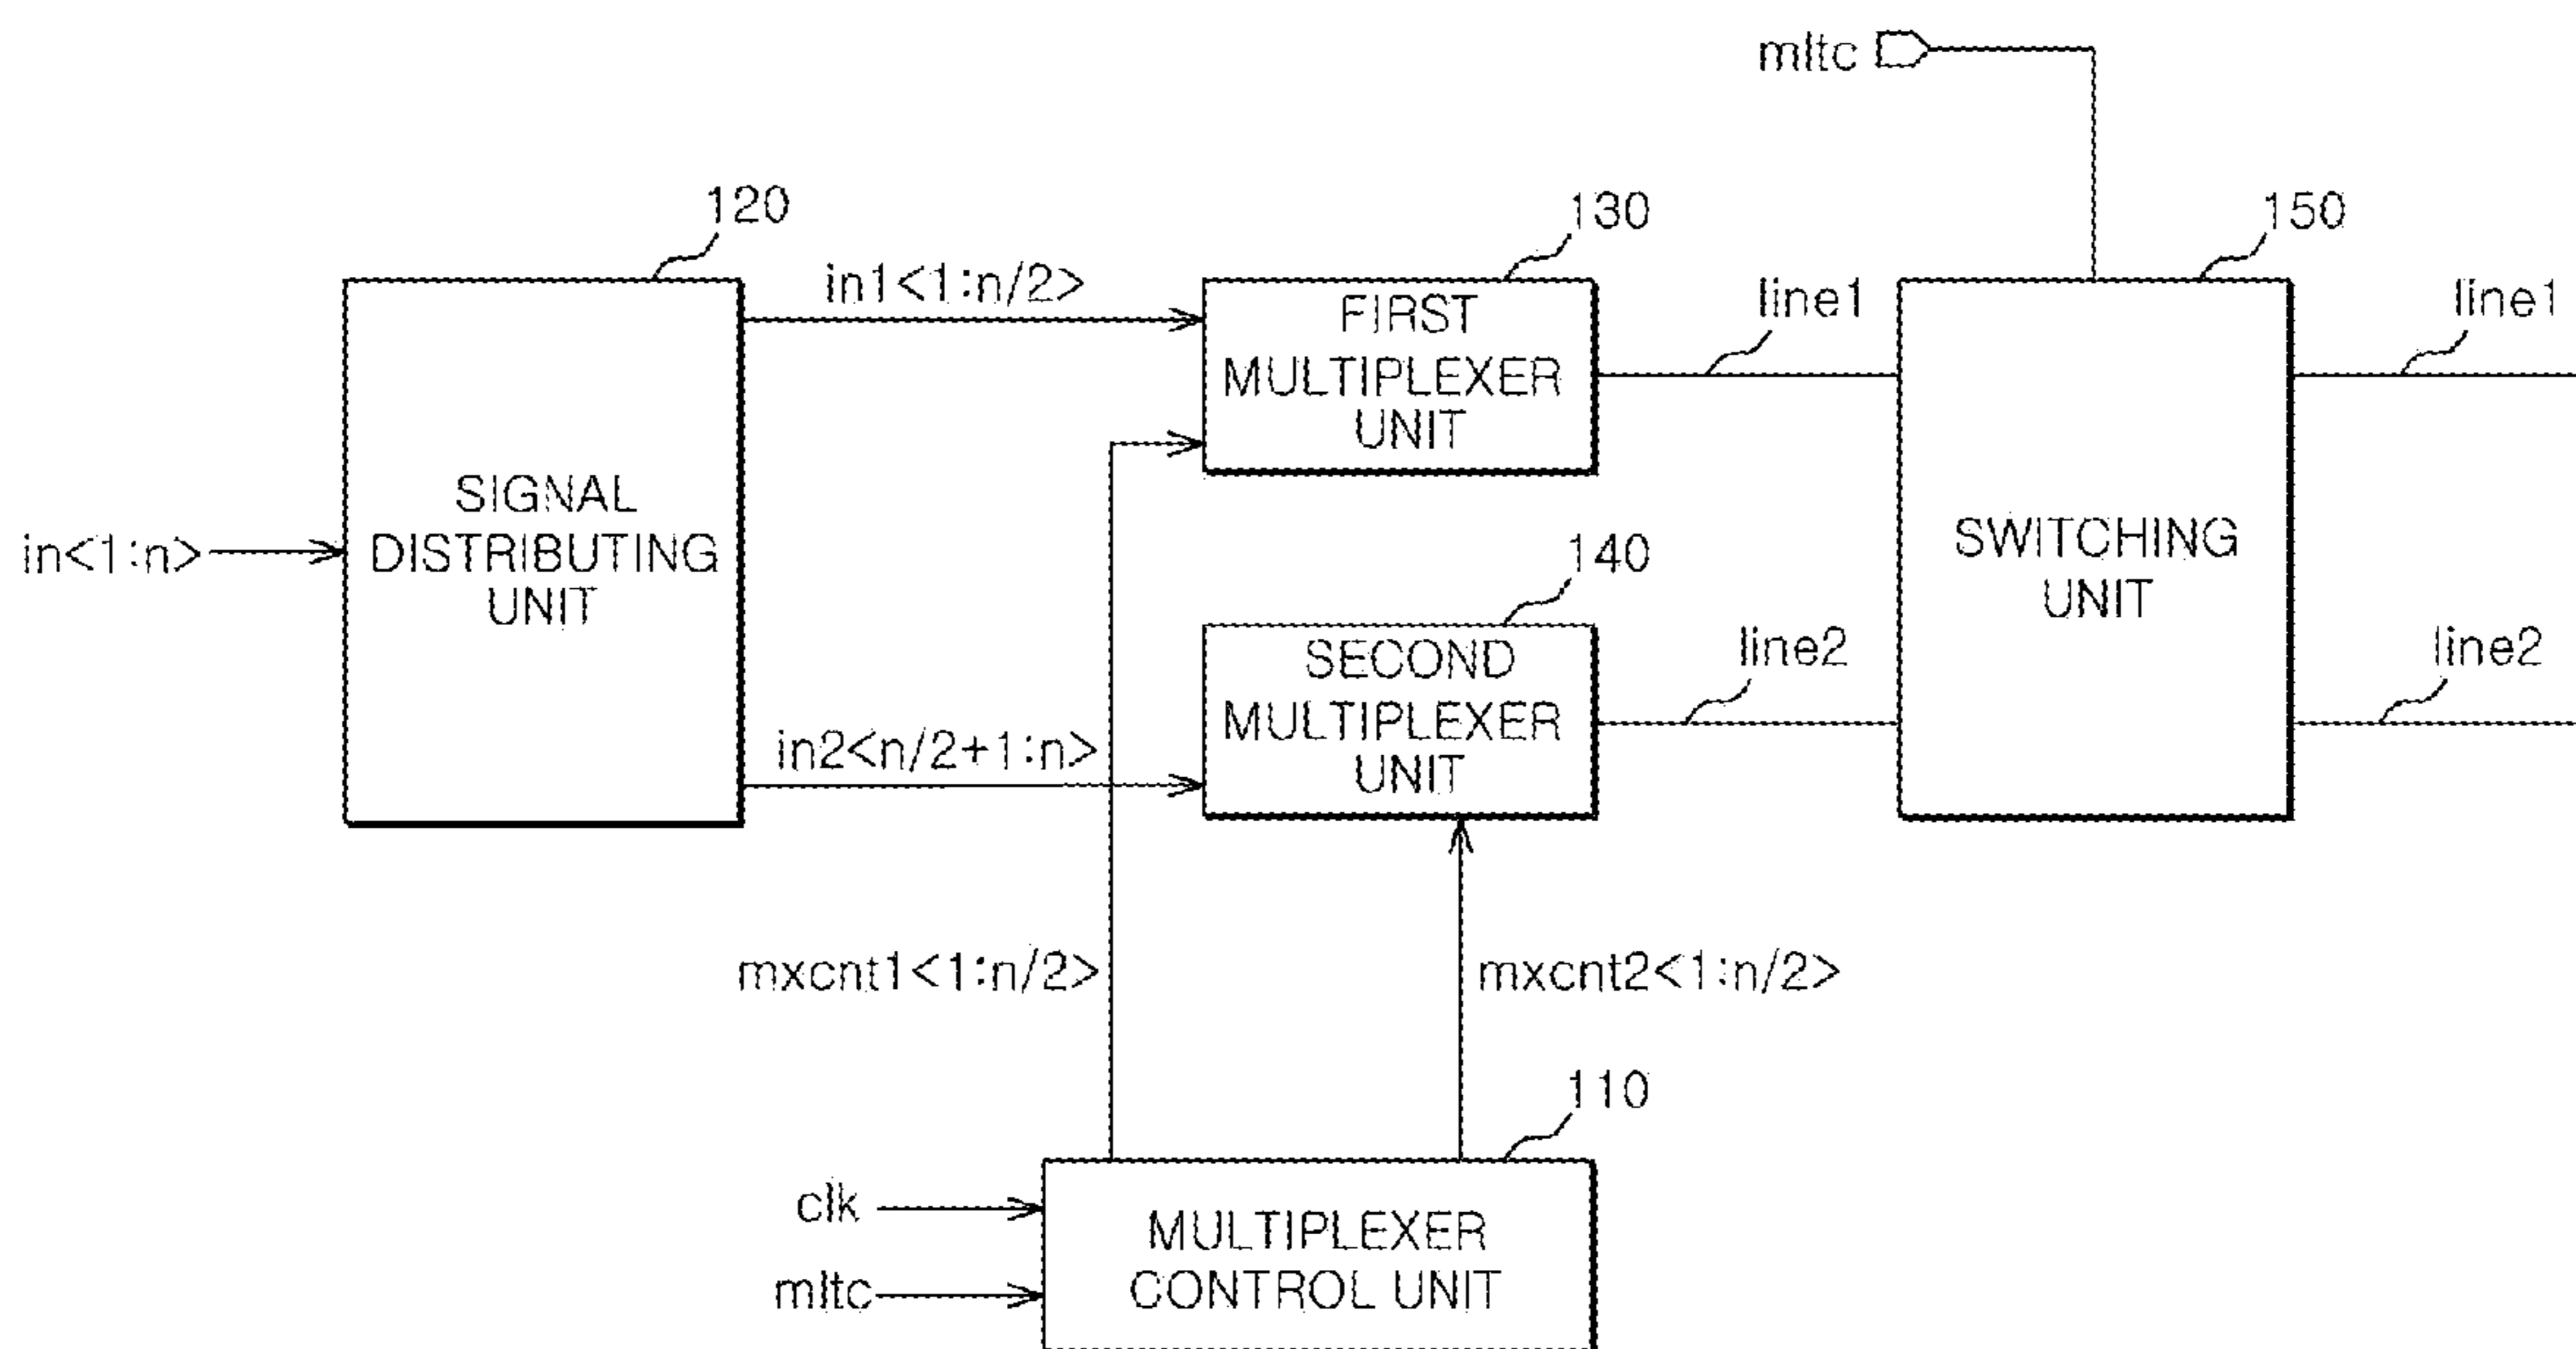 mltc
120
130
150
in1<1:n/2>
line1
line1
FIRST
MULTIPLEXER
UNIT
SIGNAL
DISTRIBUTING
UNIT
in<1:n>
SWITCHING
UNIT
140
SECOND
MULTIPLEXER
UNIT
line2
line2
in2<n/2+1:n>
mxcnt1<1:n/2>
mxcnt2<1:n/2>
110
clk
mltc
MULTIPLEXER
CONTROL UNIT